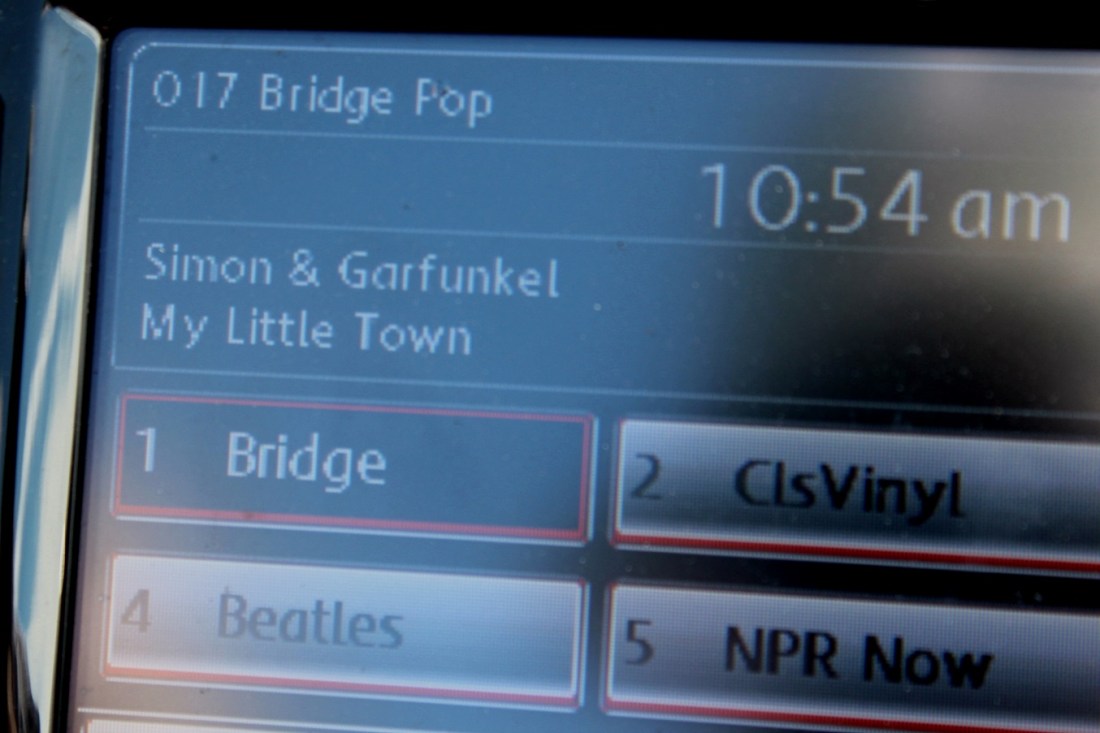 017 Bridge Pop
10:54 am
Simon & Garfunkel
My Little Town
1 Bridge
2 ClsVinyl
4 Beatles
5 NPR Now